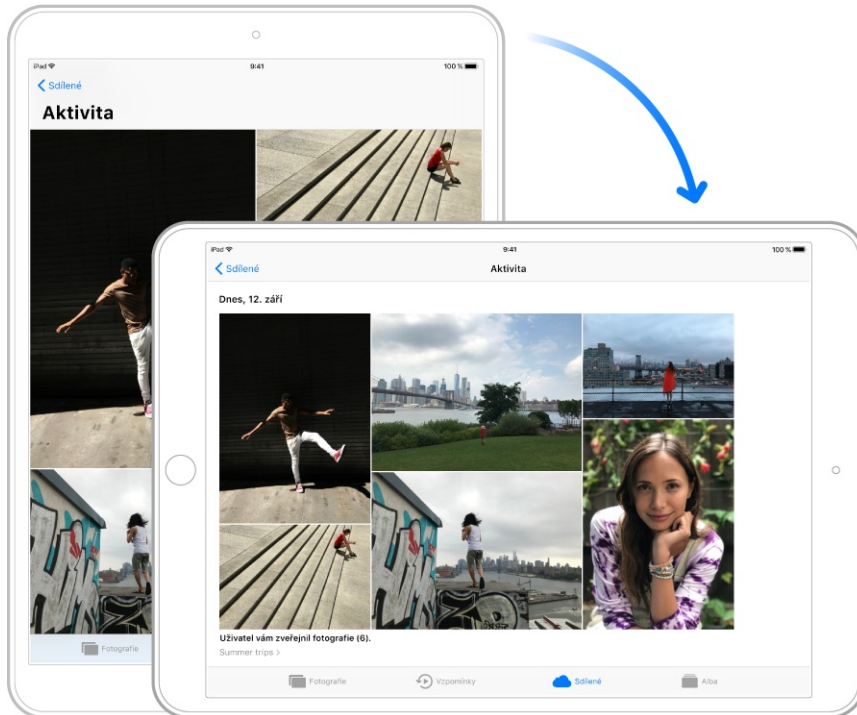 iPad 9:41 100 %
Sdílené
Aktivita
Fotografie
iPad 9:41 100 %
Sdílené Aktivita
Dnes, 12. září
Uživatel vám zveřejnil fotografie (6).
Summer trips >
Fotografie Vzpomínky Sdílené Alba